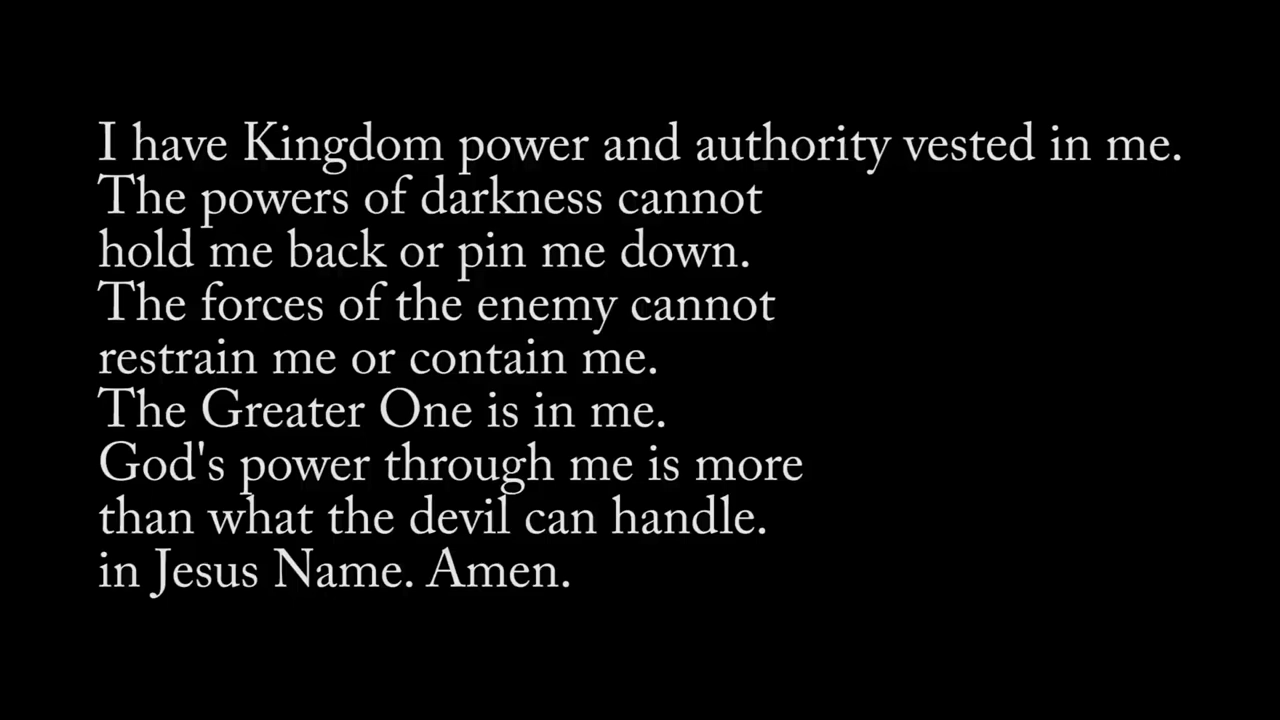 I have Kingdom power and authority vested in me.
The powers of darkness cannot
hold me back or pin me down.
The forces of the enemy cannot
restrain me or contain me.
The Greater One is in me.
God's power through me is more
than what the devil can handle.
in Jesus Name. Amen.